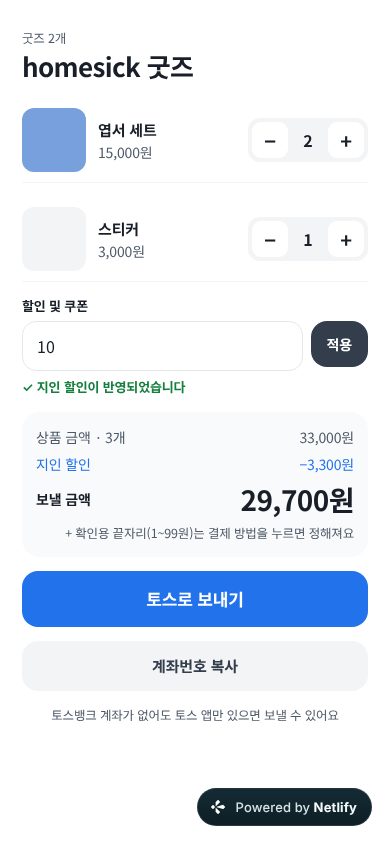 굿즈 2개
homesick 굿즈
엽서 세트
15,000원
− 2 +
스티커
3,000원
− 1 +
할인 및 쿠폰
10
적용
✓ 지인 할인이 반영되었습니다
상품 금액 · 3개 33,000원
지인 할인 −3,300원
보낼 금액 29,700원
+ 확인용 끝자리(1~99원)는 결제 방법을 누르면 정해져요
토스로 보내기
계좌번호 복사
토스뱅크 계좌가 없어도 토스 앱만 있으면 보낼 수 있어요
Powered by Netlify